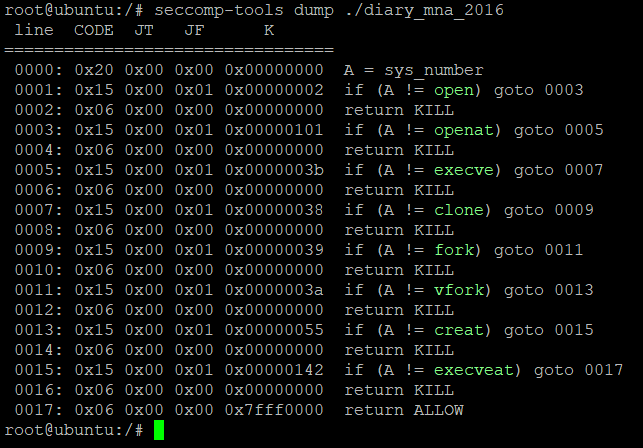 root@ubuntu:/# seccomp-tools dump ./diary_mna_2016
 line  CODE  JT   JF      K
=================================
 0000: 0x20 0x00 0x00 0x00000000  A = sys_number
 0001: 0x15 0x00 0x01 0x00000002  if (A != open) goto 0003
 0002: 0x06 0x00 0x00 0x00000000  return KILL
 0003: 0x15 0x00 0x01 0x00000101  if (A != openat) goto 0005
 0004: 0x06 0x00 0x00 0x00000000  return KILL
 0005: 0x15 0x00 0x01 0x0000003b  if (A != execve) goto 0007
 0006: 0x06 0x00 0x00 0x00000000  return KILL
 0007: 0x15 0x00 0x01 0x00000038  if (A != clone) goto 0009
 0008: 0x06 0x00 0x00 0x00000000  return KILL
 0009: 0x15 0x00 0x01 0x00000039  if (A != fork) goto 0011
 0010: 0x06 0x00 0x00 0x00000000  return KILL
 0011: 0x15 0x00 0x01 0x0000003a  if (A != vfork) goto 0013
 0012: 0x06 0x00 0x00 0x00000000  return KILL
 0013: 0x15 0x00 0x01 0x00000055  if (A != creat) goto 0015
 0014: 0x06 0x00 0x00 0x00000000  return KILL
 0015: 0x15 0x00 0x01 0x00000142  if (A != execveat) goto 0017
 0016: 0x06 0x00 0x00 0x00000000  return KILL
 0017: 0x06 0x00 0x00 0x7fff0000  return ALLOW
root@ubuntu:/#